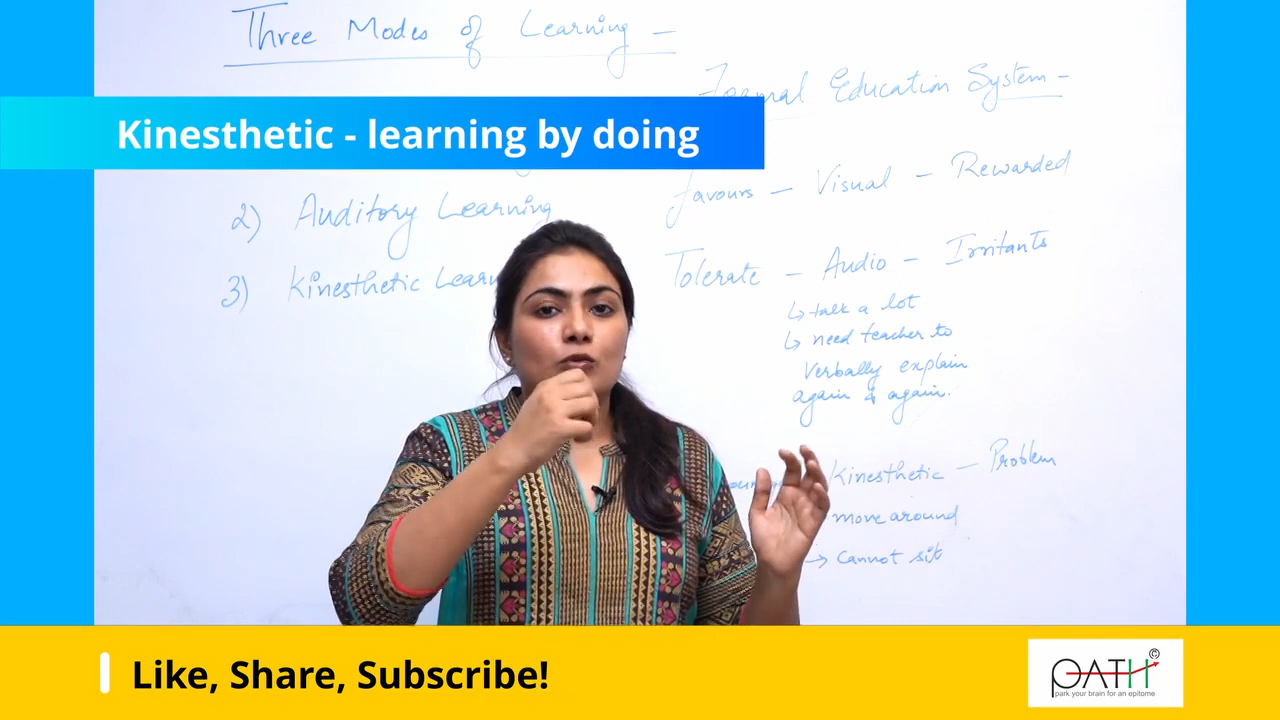 Three Modes of Learning -
Kinesthetic - learning by doing
2) Auditory Learning
3) Kinesthetic Learn
Formal Education System -
Favours - Visual - Rewarded
Tolerate - Audio - Irritants
↳ talk a lot
↳ need teacher to
verbally explain
again & again.
Kinesthetic - Problem
move around
→ cannot sit
Like, Share, Subscribe!
PATH ©
park your brain for an epitome